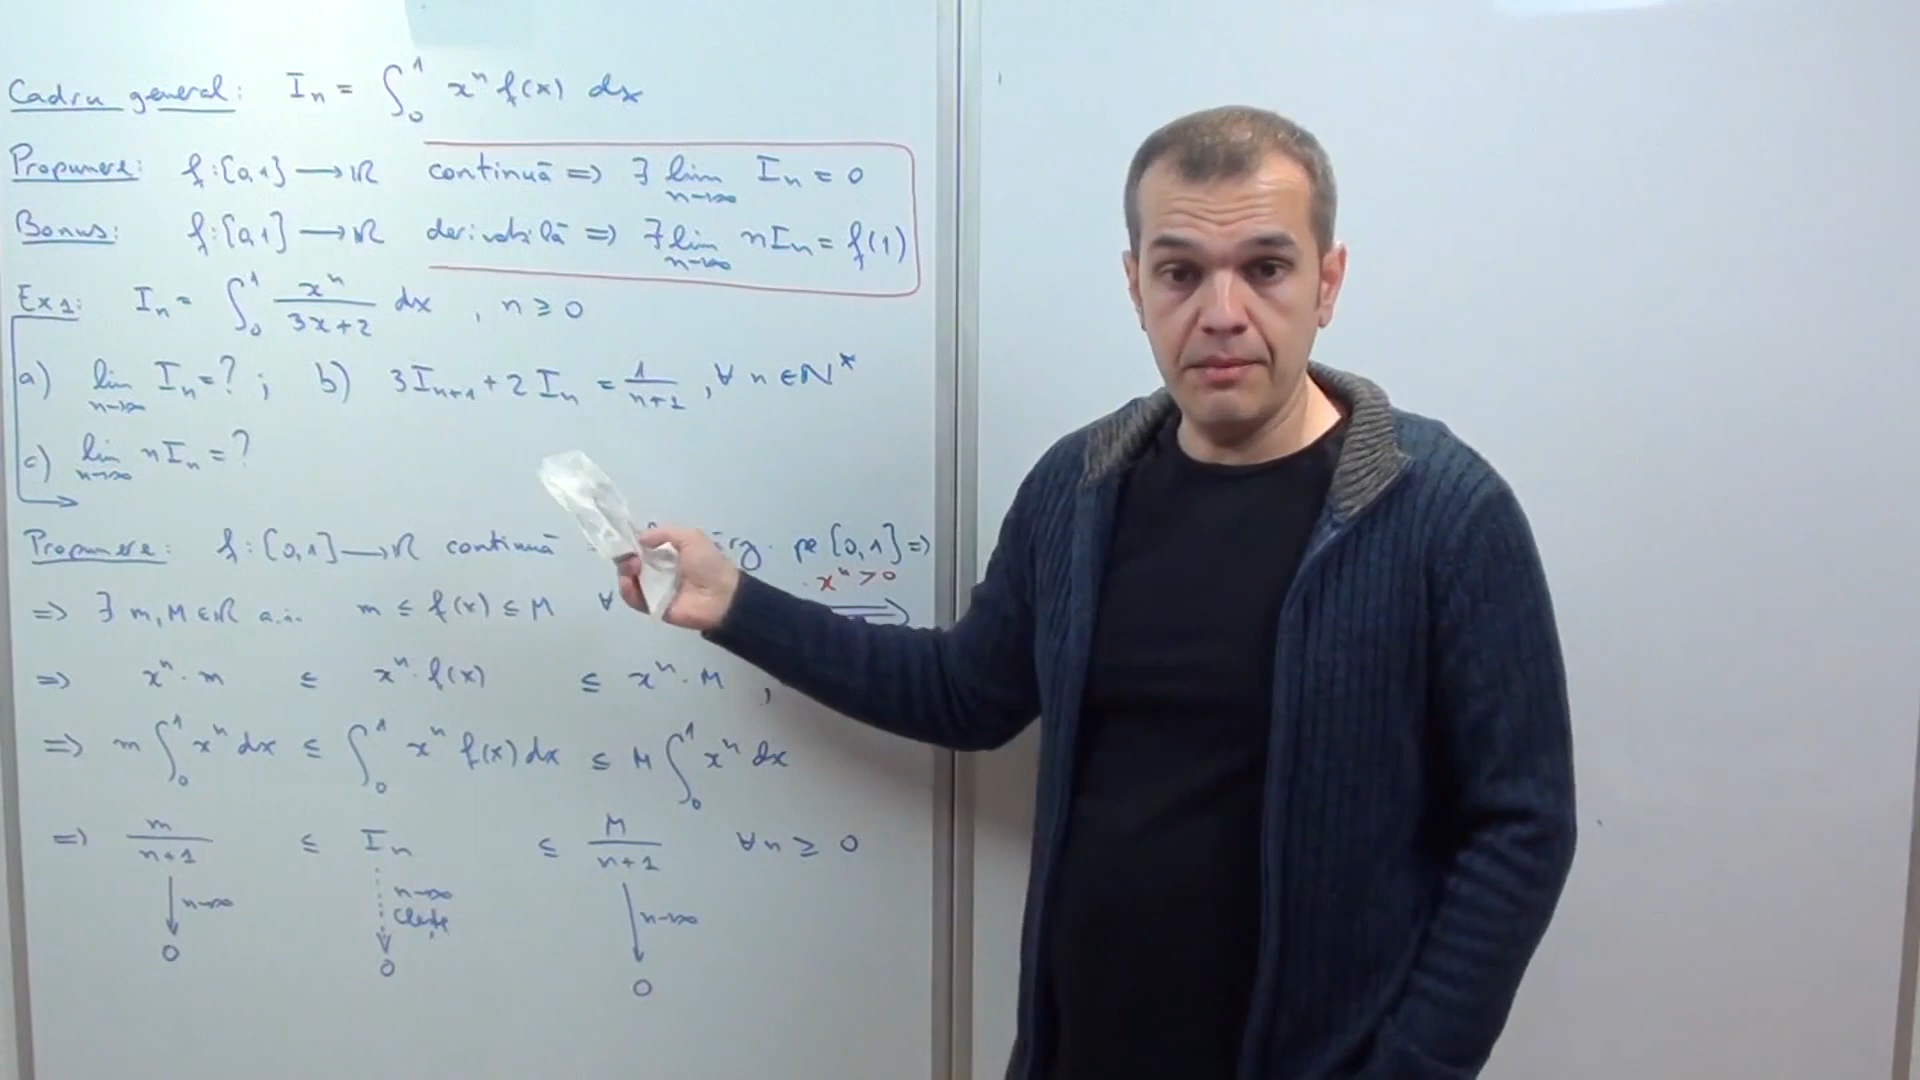 Cadru general: I_n = ∫_0^1 x^n f(x) dx
Propunere: f:[0,1] → ℝ continuă => ∃ lim_{n→∞} I_n = 0
Bonus: f:[0,1] → ℝ derivabilă => ∃ lim_{n→∞} nI_n = f(1)
Ex1: I_n = ∫_0^1 x^n/(3x+2) dx , n ≥ 0
a) lim_{n→∞} I_n = ? ; b) 3I_{n+1} + 2I_n = 1/(n+1) , ∀ n ∈ ℕ*
c) lim_{n→∞} nI_n = ?
Propunere: f:[0,1] → ℝ continuă pe [0,1] =>
=> ∃ m, M ∈ ℝ a.î. m ≤ f(x) ≤ M ∀ x^n > 0 ⟹
=> x^n · m ≤ x^n · f(x) ≤ x^n · M ,
=> m ∫_0^1 x^n dx ≤ ∫_0^1 x^n f(x) dx ≤ M ∫_0^1 x^n dx
=> m/(n+1) ≤ I_n ≤ M/(n+1) ∀ n ≥ 0
↓ n→∞ ↓ n→∞ Clește ↓ n→∞
0 0 0